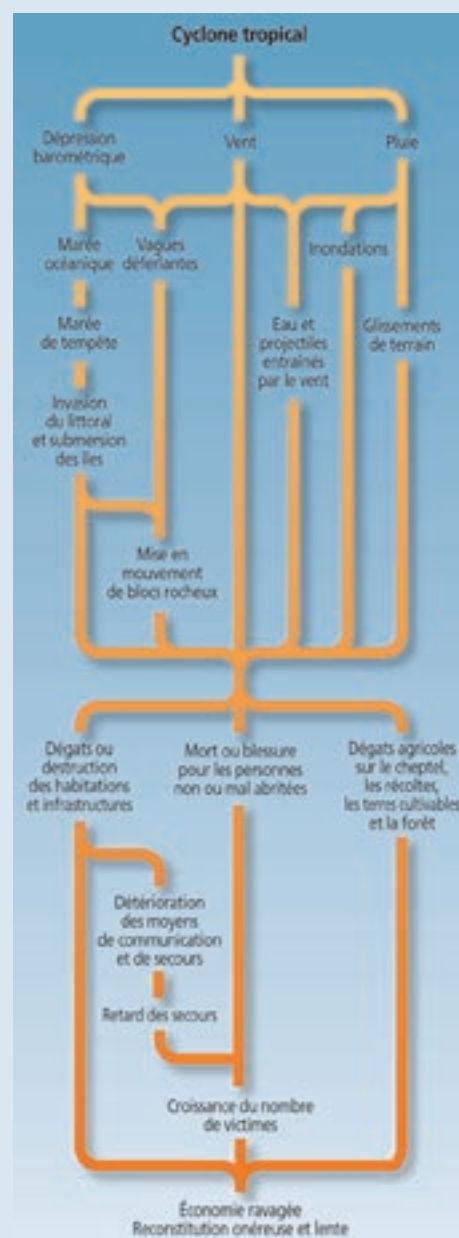 Cyclone tropical
Dépression
barométrique
Vent
Pluie
Marée
océanique
Vagues
déferlantes
Inondations
Marée
de tempête
Eau et
projectiles
entraînés
par le vent
Glissements
de terrain
Invasion
du littoral
et submersion
des îles
Mise en
mouvement
de blocs rocheux
Dégâts ou
destruction
des habitations
et infrastructures
Mort ou blessure
pour les personnes
non ou mal abritées
Dégâts agricoles
sur le cheptel,
les récoltes,
les terres cultivables
et la forêt
Détérioration
des moyens
de communication
et de secours
Retard des secours
Croissance du nombre
de victimes
Économie ravagée
Reconstitution onéreuse et lente